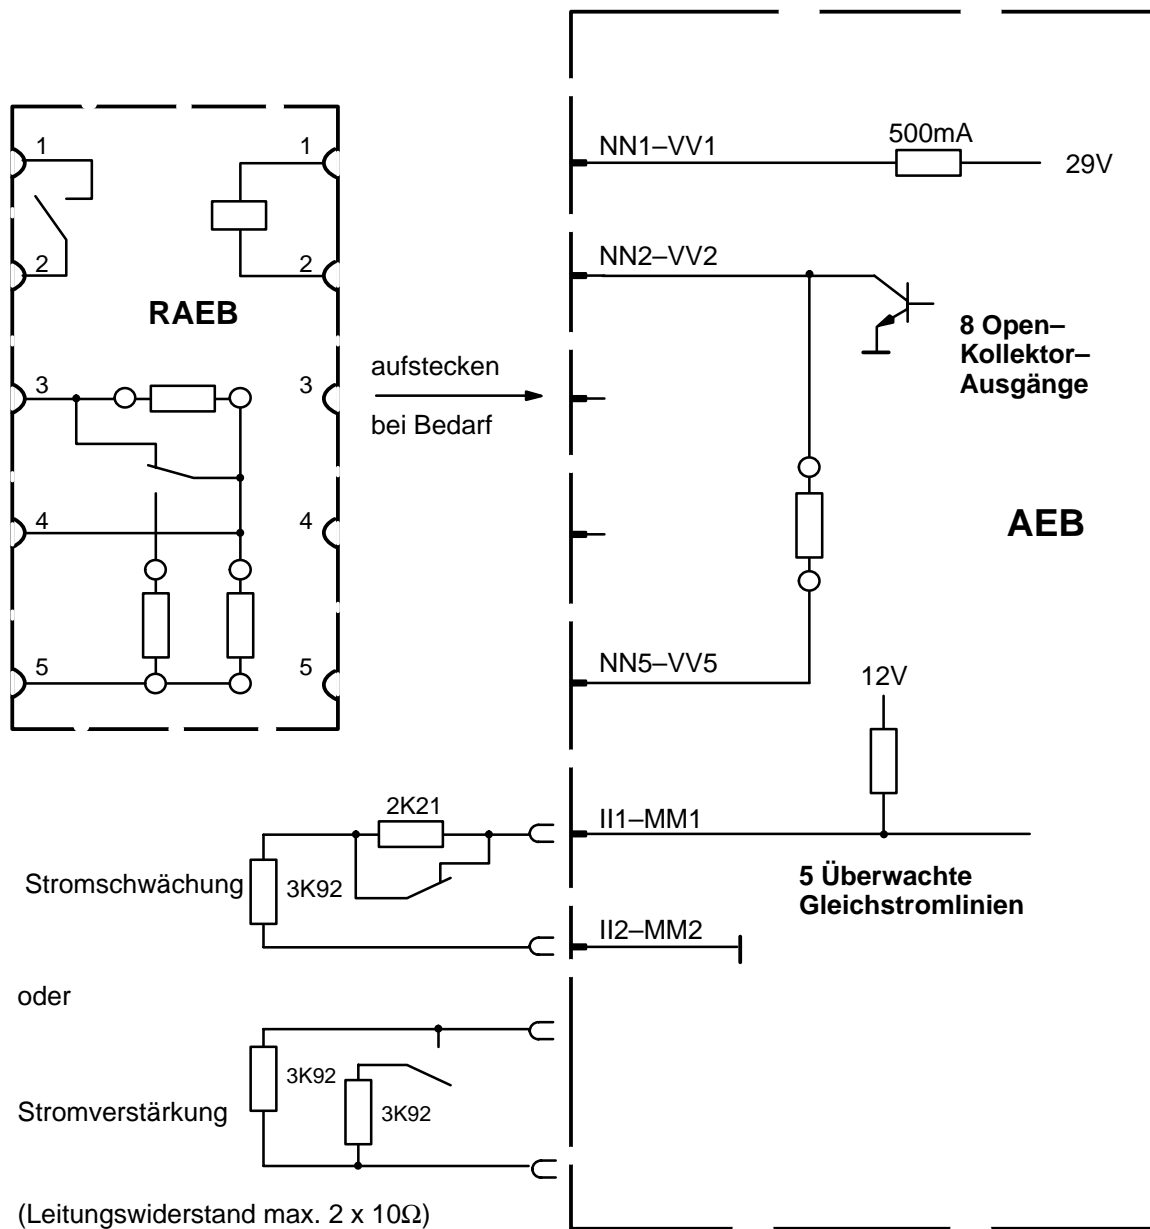 1
1
2
2
RAEB
3
3
4
4
5
5
aufstecken
bei Bedarf
NN1–VV1
500mA
29V
NN2–VV2
8 Open–
Kollektor–
Ausgänge
AEB
NN5–VV5
12V
II1–MM1
5 Überwachte
Gleichstromlinien
II2–MM2
2K21
Stromschwächung
3K92
oder
3K92
Stromverstärkung
3K92
(Leitungswiderstand max. 2 x 10Ω)